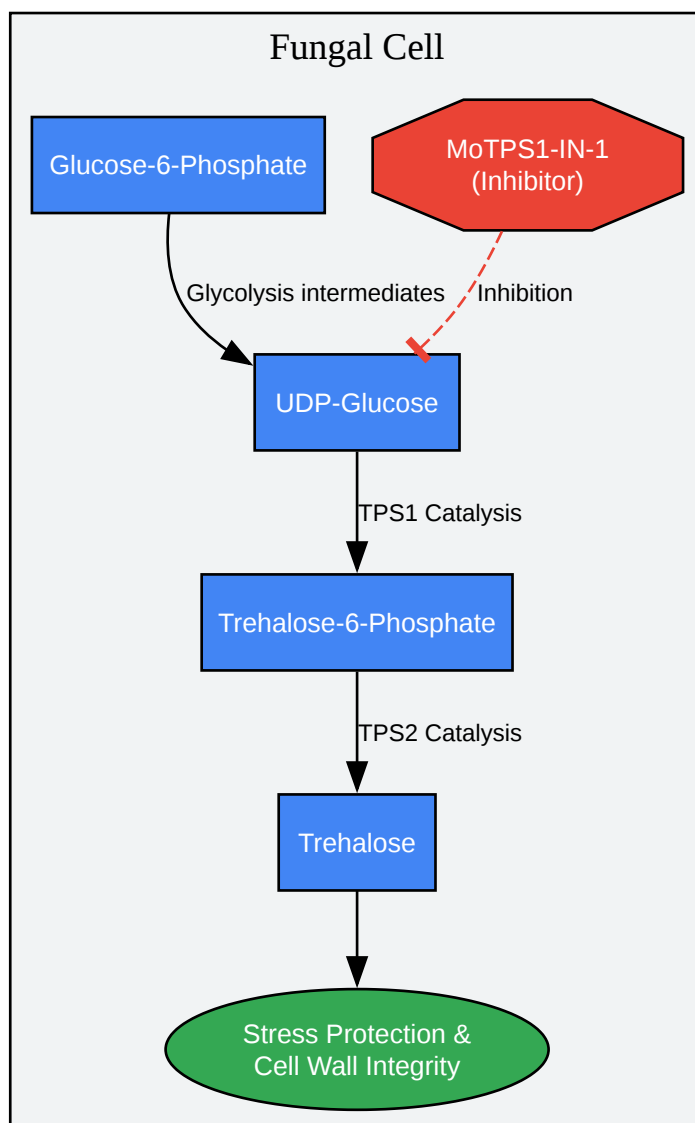 Fungal Cell
Glucose-6-Phosphate
MoTPS1-IN-1
(Inhibitor)
Glycolysis intermediates
Inhibition
UDP-Glucose
TPS1 Catalysis
Trehalose-6-Phosphate
TPS2 Catalysis
Trehalose
Stress Protection &
Cell Wall Integrity